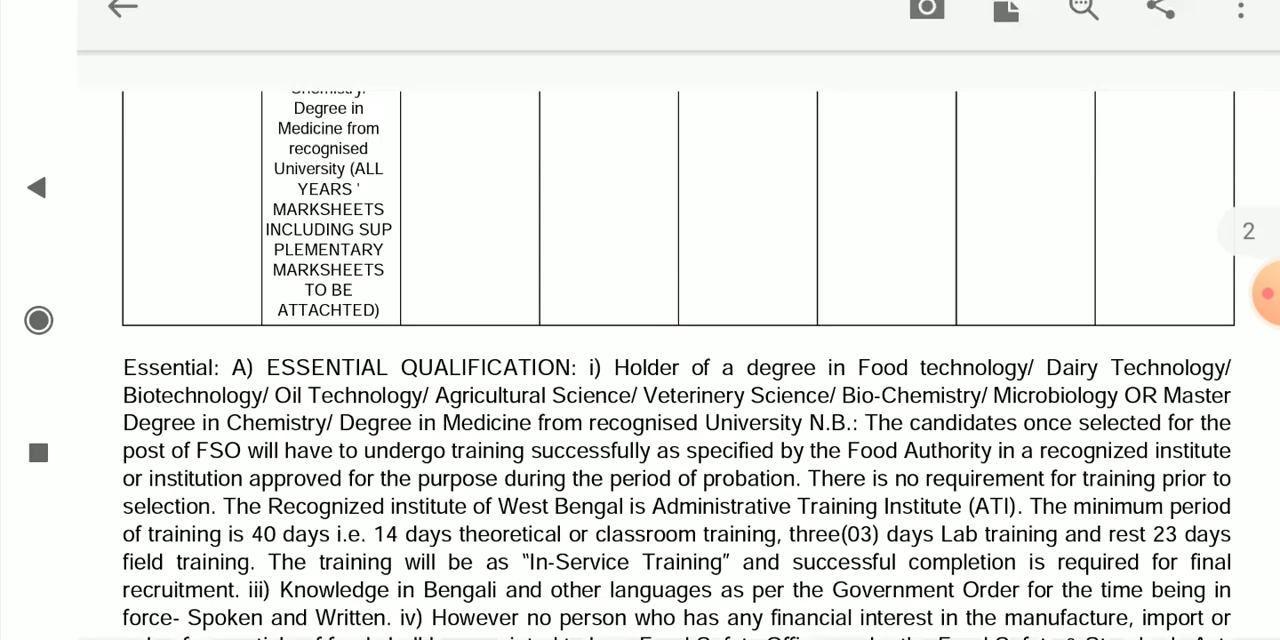 Chemistry/
Degree in
Medicine from
recognised
University (ALL
YEARS '
MARKSHEETS
INCLUDING SUP
PLEMENTARY
MARKSHEETS
TO BE
ATTACHTED)
2
Essential: A) ESSENTIAL QUALIFICATION: i) Holder of a degree in Food technology/ Dairy Technology/
Biotechnology/ Oil Technology/ Agricultural Science/ Veterinery Science/ Bio-Chemistry/ Microbiology OR Master
Degree in Chemistry/ Degree in Medicine from recognised University N.B.: The candidates once selected for the
post of FSO will have to undergo training successfully as specified by the Food Authority in a recognized institute
or institution approved for the purpose during the period of probation. There is no requirement for training prior to
selection. The Recognized institute of West Bengal is Administrative Training Institute (ATI). The minimum period
of training is 40 days i.e. 14 days theoretical or classroom training, three(03) days Lab training and rest 23 days
field training. The training will be as “In-Service Training” and successful completion is required for final
recruitment. iii) Knowledge in Bengali and other languages as per the Government Order for the time being in
force- Spoken and Written. iv) However no person who has any financial interest in the manufacture, import or